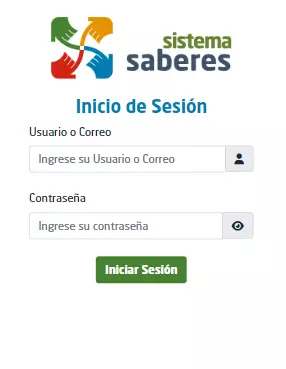 sistema
saberes
Inicio de Sesión
Usuario o Correo
Ingrese su Usuario o Correo
Contraseña
Ingrese su contraseña
Iniciar Sesión